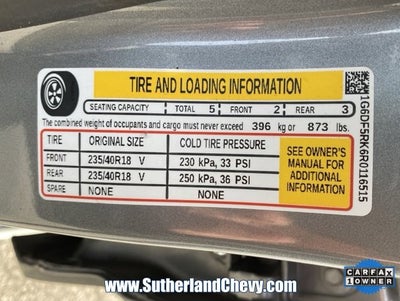 TIRE AND LOADING INFORMATION
SEATING CAPACITY TOTAL 5 FRONT 2 REAR 3
The combined weight of occupants and cargo must never exceed 396 kg or 873 lbs.
TIRE ORIGINAL SIZE COLD TIRE PRESSURE
FRONT 235/40R18 V 230 kPa, 33 PSI
REAR 235/40R18 V 250 kPa, 36 PSI
SPARE NONE NONE
SEE OWNER'S
MANUAL FOR
ADDITIONAL
INFORMATION
1G6DF5RK6R0116515
www.SutherlandChevy.com
CARFAX
1 OWNER